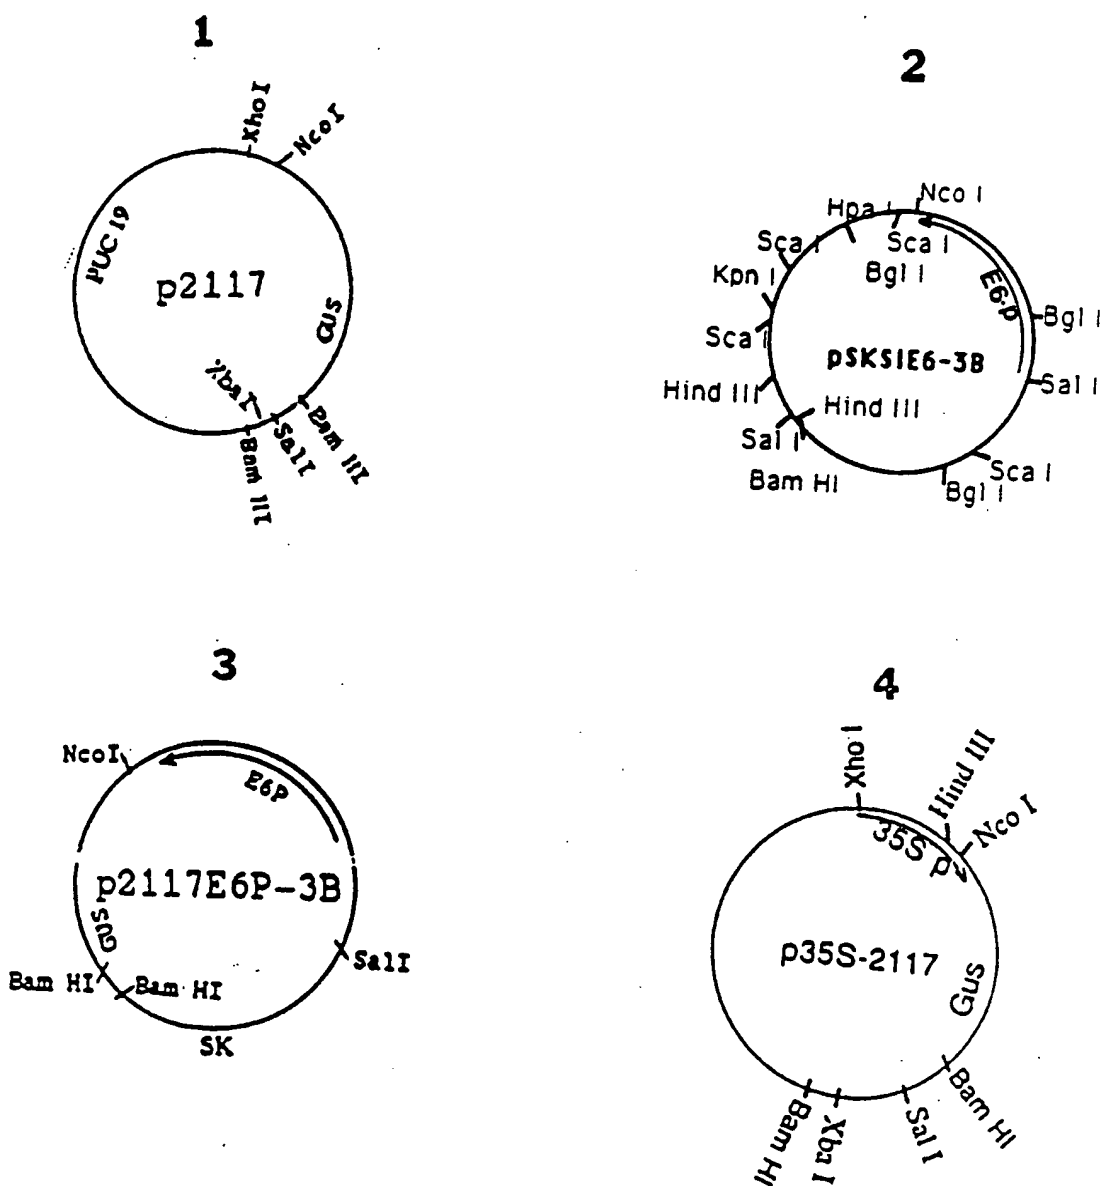 1
XhoI
NcoI
PUC19
p2117
GUS
XbaI
SalI
Bam III
Bam III
2
Nco I
Hpa I
Sca I
Sca I
Bgl I
Kpn I
E6-p
Bgl I
Sca I
pSKSIE6-3B
Hind III
Hind III
Sal I
Sal I
Bam HI
Sca I
Bgl I
3
NcoI
E6P
p2117E6P-3B
GUS
SalI
Bam HI
Bam HI
SK
4
Xho I
Hind III
Nco I
35S p
p35S-2117
Gus
Bam HI
Sal I
Xba I
Bam HI